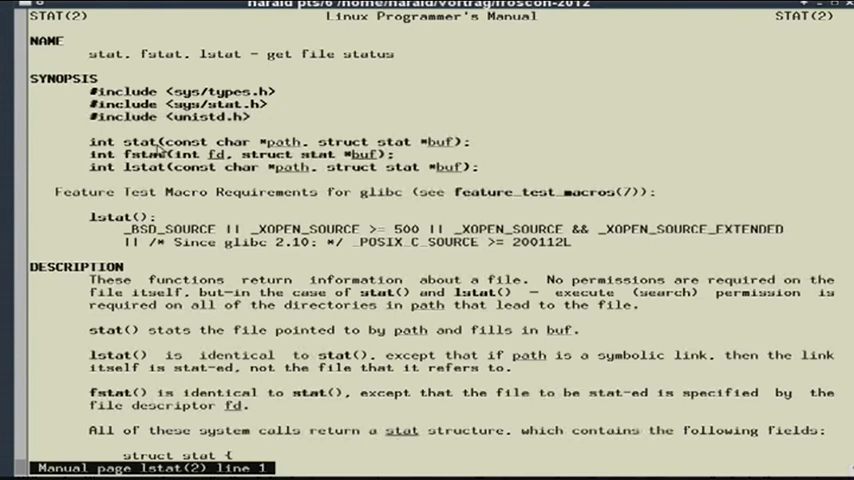 harald pts/6 /home/harald/vortrag/froscon-2012
STAT(2) Linux Programmer's Manual STAT(2)
NAME
stat, fstat, lstat - get file status
SYNOPSIS
#include <sys/types.h>
#include <sys/stat.h>
#include <unistd.h>
int stat(const char *path, struct stat *buf);
int fstat(int fd, struct stat *buf);
int lstat(const char *path, struct stat *buf);
Feature Test Macro Requirements for glibc (see feature_test_macros(7)):
lstat():
_BSD_SOURCE || _XOPEN_SOURCE >= 500 || _XOPEN_SOURCE && _XOPEN_SOURCE_EXTENDED
|| /* Since glibc 2.10: */ _POSIX_C_SOURCE >= 200112L
DESCRIPTION
These functions return information about a file. No permissions are required on the
file itself, but-in the case of stat() and lstat() - execute (search) permission is
required on all of the directories in path that lead to the file.
stat() stats the file pointed to by path and fills in buf.
lstat() is identical to stat(), except that if path is a symbolic link, then the link
itself is stat-ed, not the file that it refers to.
fstat() is identical to stat(), except that the file to be stat-ed is specified by the
file descriptor fd.
All of these system calls return a stat structure, which contains the following fields:
struct stat {
Manual page lstat(2) line 1